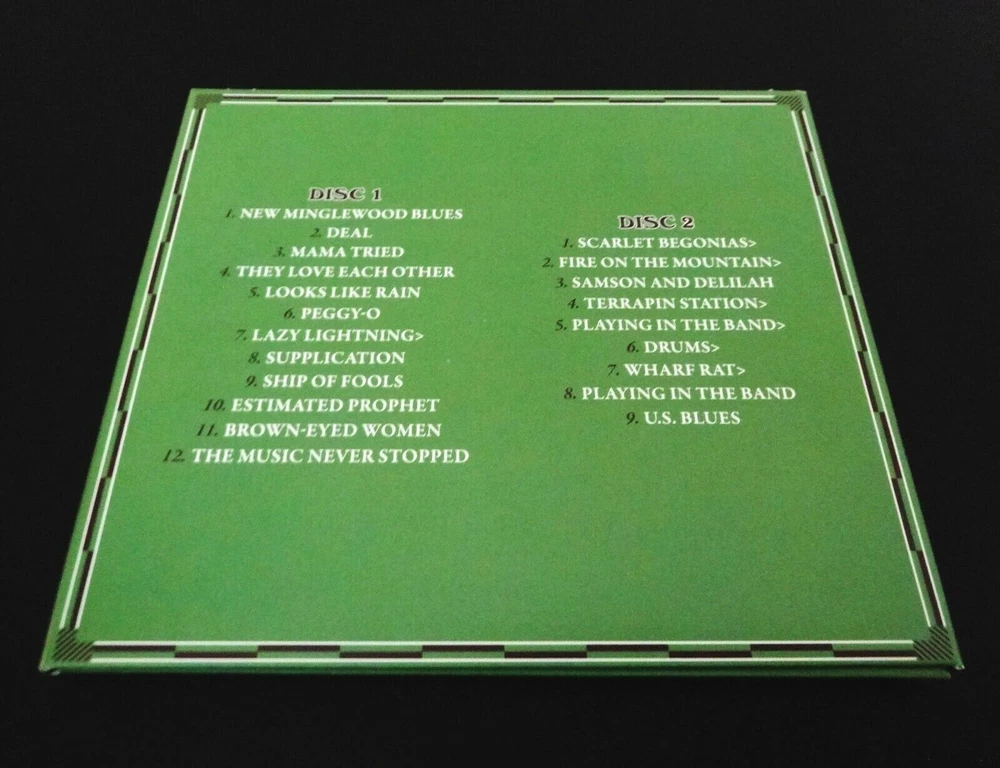 DISC 1
1. NEW MINGLEWOOD BLUES
2. DEAL
3. MAMA TRIED
4. THEY LOVE EACH OTHER
5. LOOKS LIKE RAIN
6. PEGGY-O
7. LAZY LIGHTNING>
8. SUPPLICATION
9. SHIP OF FOOLS
10. ESTIMATED PROPHET
11. BROWN-EYED WOMEN
12. THE MUSIC NEVER STOPPED
DISC 2
1. SCARLET BEGONIAS>
2. FIRE ON THE MOUNTAIN>
3. SAMSON AND DELILAH
4. TERRAPIN STATION>
5. PLAYING IN THE BAND>
6. DRUMS>
7. WHARF RAT>
8. PLAYING IN THE BAND
9. U.S. BLUES